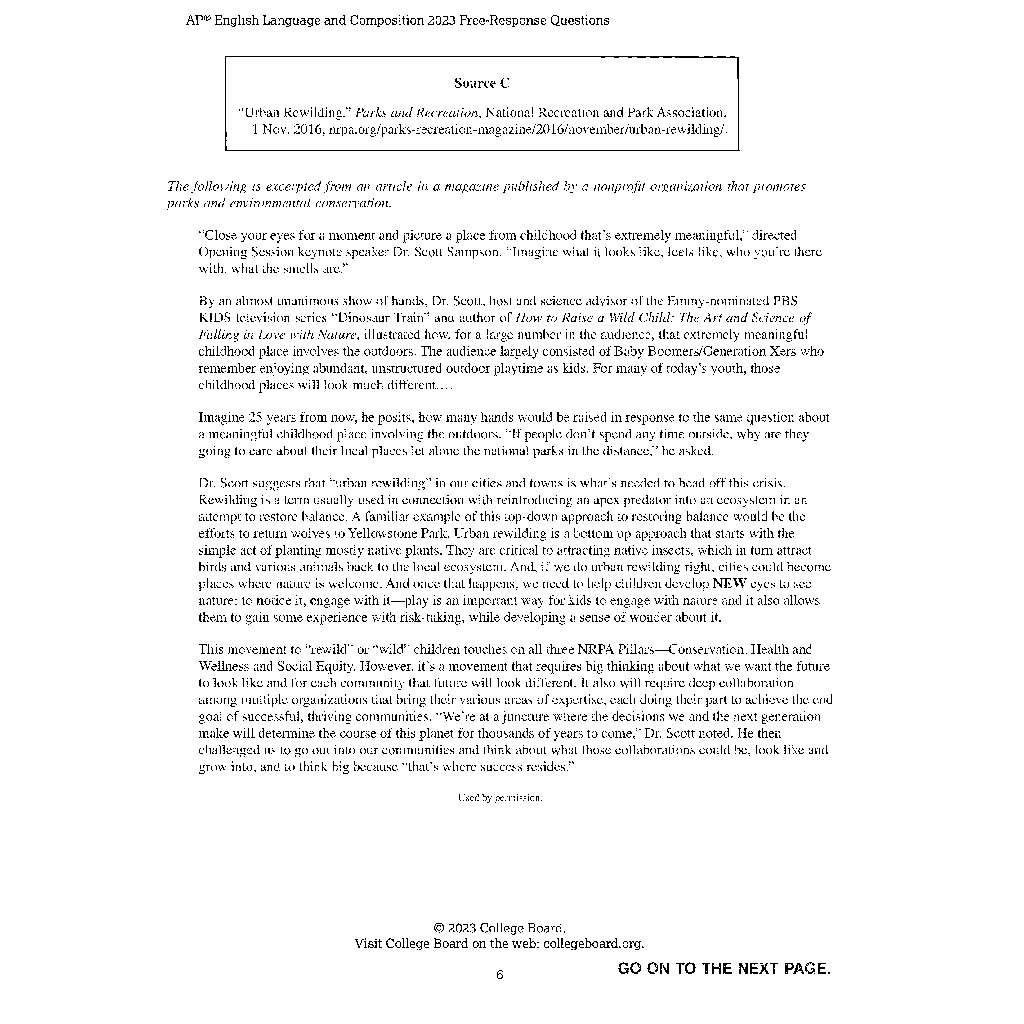 AP® English Language and Composition 2023 Free-Response Questions
Source C
“Urban Rewilding.” Parks and Recreation, National Recreation and Park Association,
1 Nov. 2016, nrpa.org/parks-recreation-magazine/2016/november/urban-rewilding/.
The following is excerpted from an article in a magazine published by a nonprofit organization that promotes
parks and environmental conservation.
“Close your eyes for a moment and picture a place from childhood that’s extremely meaningful,” directed
Opening Session keynote speaker Dr. Scott Sampson. “Imagine what it looks like, feels like, who you’re there
with, what the smells are.”
By an almost unanimous show of hands, Dr. Scott, host and science advisor of the Emmy-nominated PBS
KIDS television series “Dinosaur Train” and author of How to Raise a Wild Child: The Art and Science of
Falling in Love with Nature, illustrated how, for a large number in the audience, that extremely meaningful
childhood place involves the outdoors. The audience largely consisted of Baby Boomers/Generation Xers who
remember enjoying abundant, unstructured outdoor playtime as kids. For many of today’s youth, those
childhood places will look much different….
Imagine 25 years from now, he posits, how many hands would be raised in response to the same question about
a meaningful childhood place involving the outdoors. “If people don’t spend any time outside, why are they
going to care about their local places let alone the national parks in the distance,” he asked.
Dr. Scott suggests that “urban rewilding” in our cities and towns is what’s needed to head off this crisis.
Rewilding is a term usually used in connection with reintroducing an apex predator into an ecosystem in an
attempt to restore balance. A familiar example of this top-down approach to restoring balance would be the
efforts to return wolves to Yellowstone Park. Urban rewilding is a bottom up approach that starts with the
simple act of planting mostly native plants. They are critical to attracting native insects, which in turn attract
birds and various animals back to the local ecosystem. And, if we do urban rewilding right, cities could become
places where nature is welcome. And once that happens, we need to help children develop NEW eyes to see
nature: to notice it, engage with it—play is an important way for kids to engage with nature and it also allows
them to gain some experience with risk-taking, while developing a sense of wonder about it.
This movement to “rewild” or “wild” children touches on all three NRPA Pillars—Conservation, Health and
Wellness and Social Equity. However, it’s a movement that requires big thinking about what we want the future
to look like and for each community that future will look different. It also will require deep collaboration
among multiple organizations that bring their various areas of expertise, each doing their part to achieve the end
goal of successful, thriving communities. “We’re at a juncture where the decisions we and the next generation
make will determine the course of this planet for thousands of years to come,” Dr. Scott noted. He then
challenged us to go out into our communities and think about what those collaborations could be, look like and
grow into, and to think big because “that’s where success resides.”
Used by permission.
© 2023 College Board.
Visit College Board on the web: collegeboard.org.
GO ON TO THE NEXT PAGE.
6